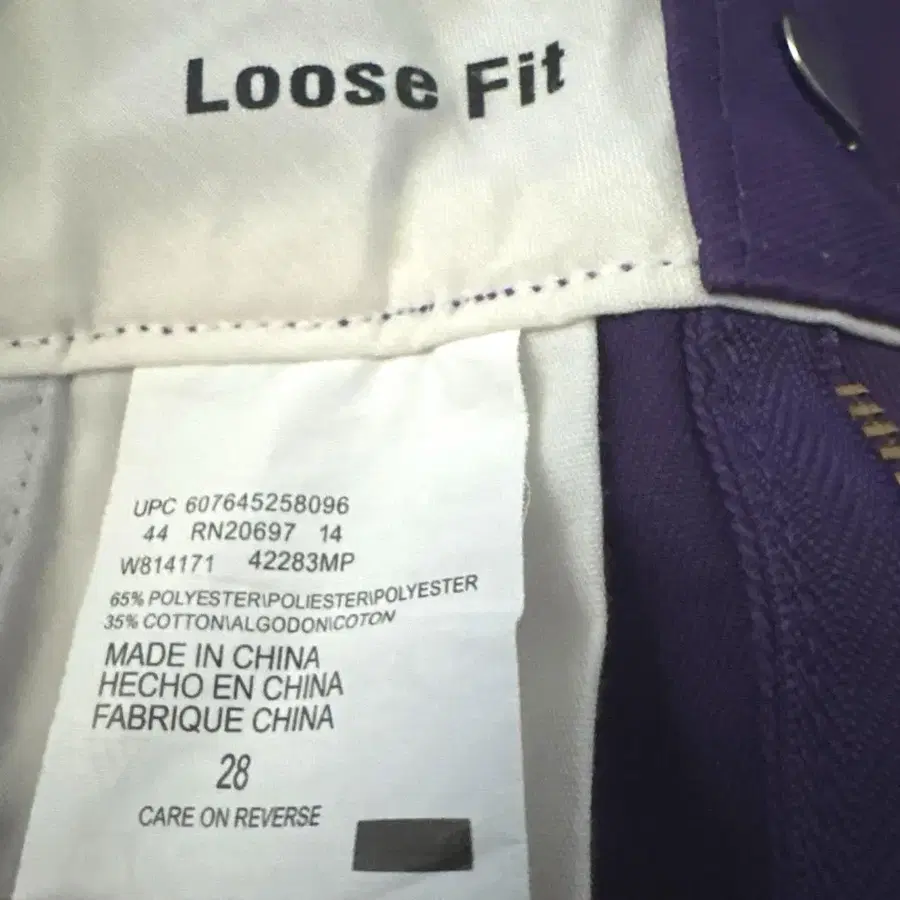 Loose Fit
UPC 607645258096
44 RN20697 14
W814171 42283MP
65% POLYESTER\POLIESTER\POLYESTER
35% COTTON\ALGODON\COTON
MADE IN CHINA
HECHO EN CHINA
FABRIQUE CHINA
28
CARE ON REVERSE